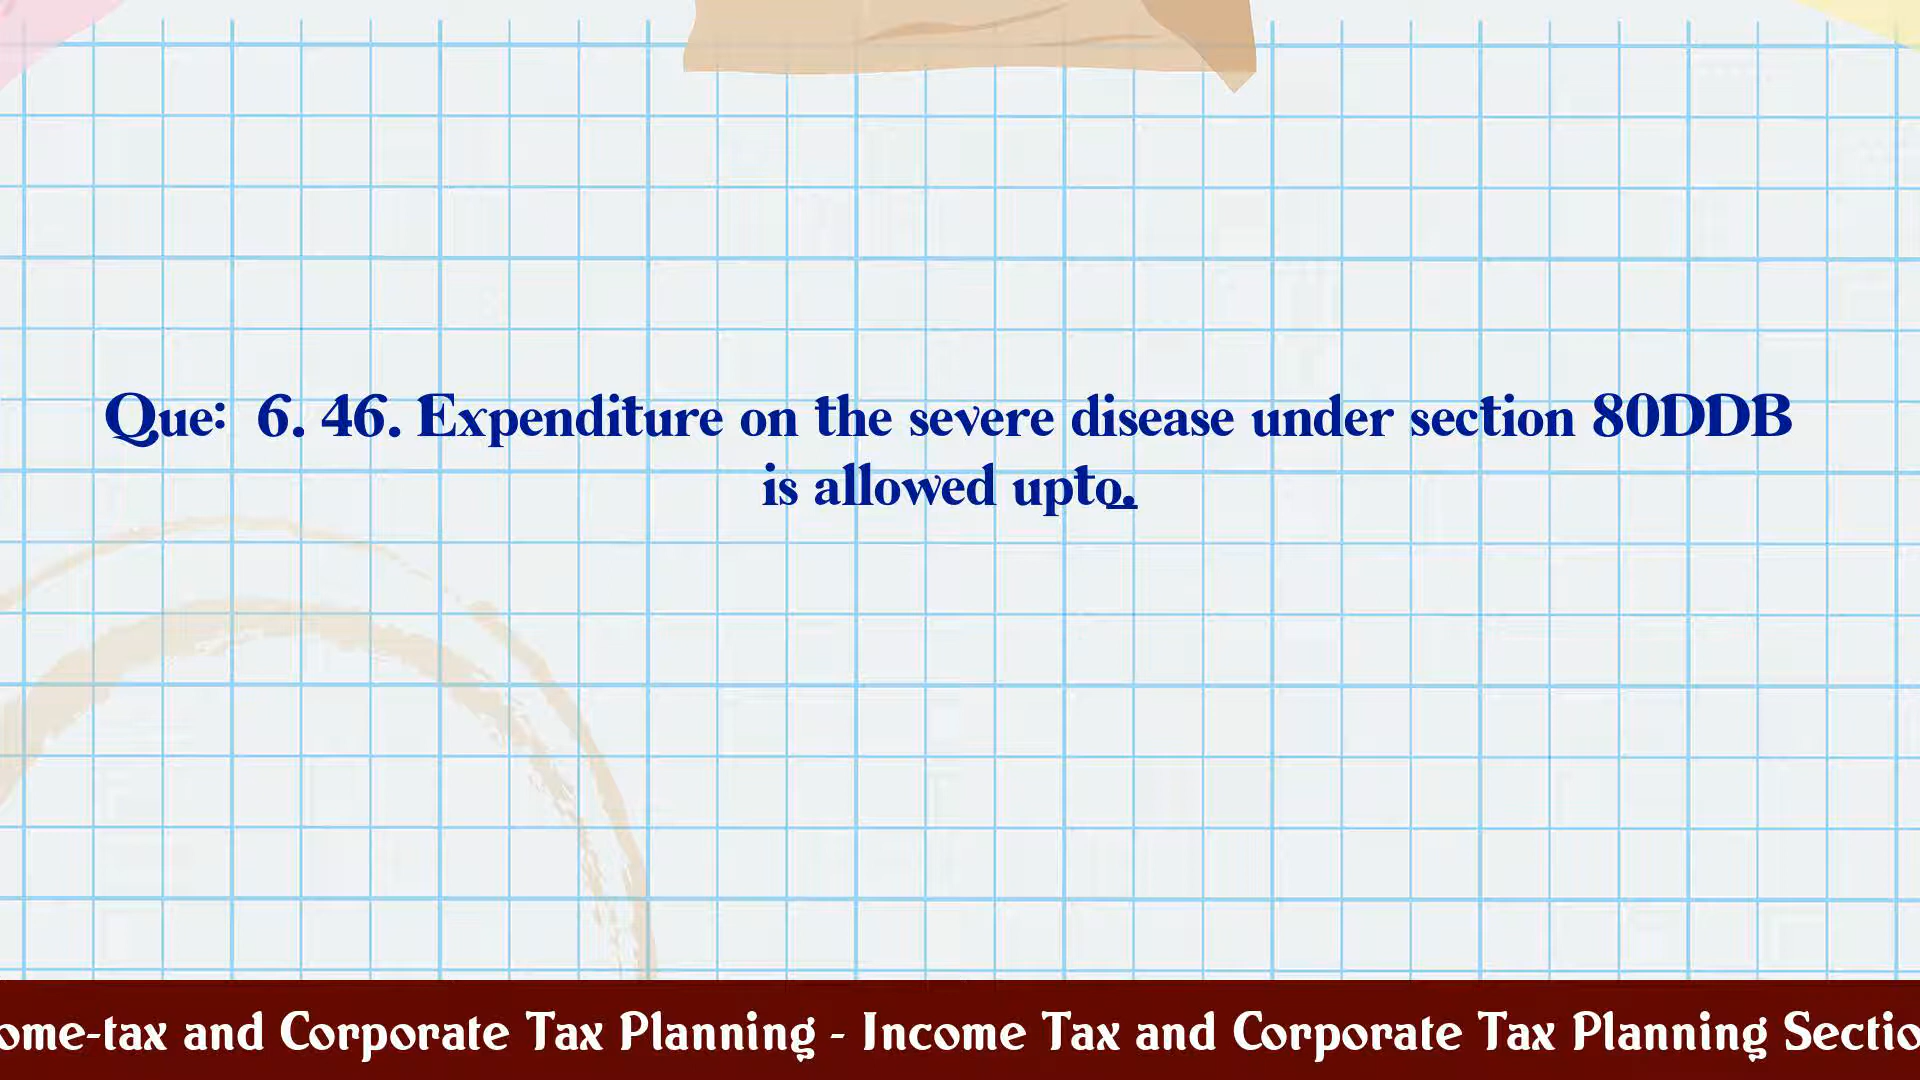 Que: 6. 46. Expenditure on the severe disease under section 80DDB
is allowed upto_.
ome-tax and Corporate Tax Planning - Income Tax and Corporate Tax Planning Sectio